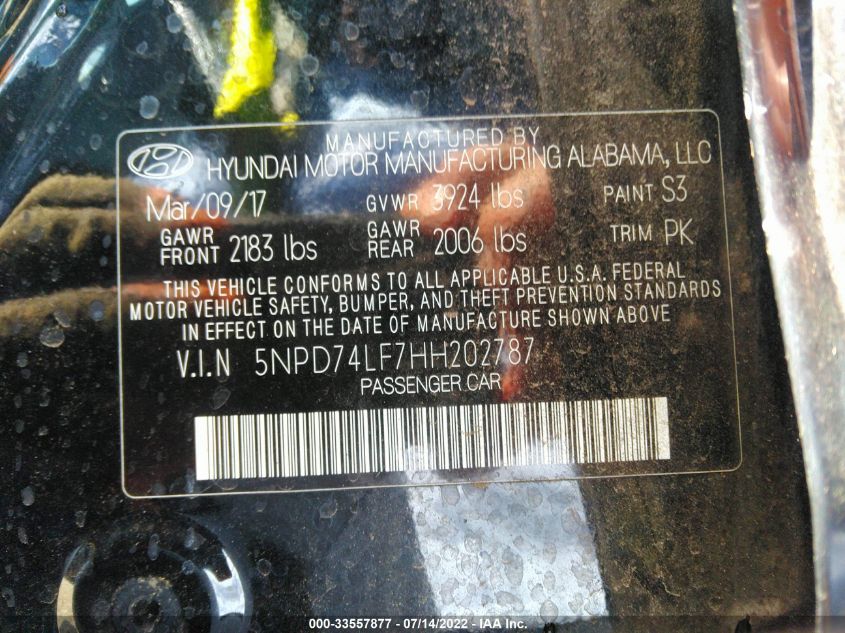 MANUFACTURED BY
HYUNDAI MOTOR MANUFACTURING ALABAMA, LLC
Mar/09/17 GVWR 3924 lbs PAINT S3
GAWR FRONT 2183 lbs GAWR REAR 2006 lbs TRIM PK
THIS VEHICLE CONFORMS TO ALL APPLICABLE U.S.A. FEDERAL
MOTOR VEHICLE SAFETY, BUMPER, AND THEFT PREVENTION STANDARDS
IN EFFECT ON THE DATE OF MANUFACTURE SHOWN ABOVE
V.I.N 5NPD74LF7HH202787
PASSENGER CAR
000-33557877 - 07/14/2022 - IAA Inc.